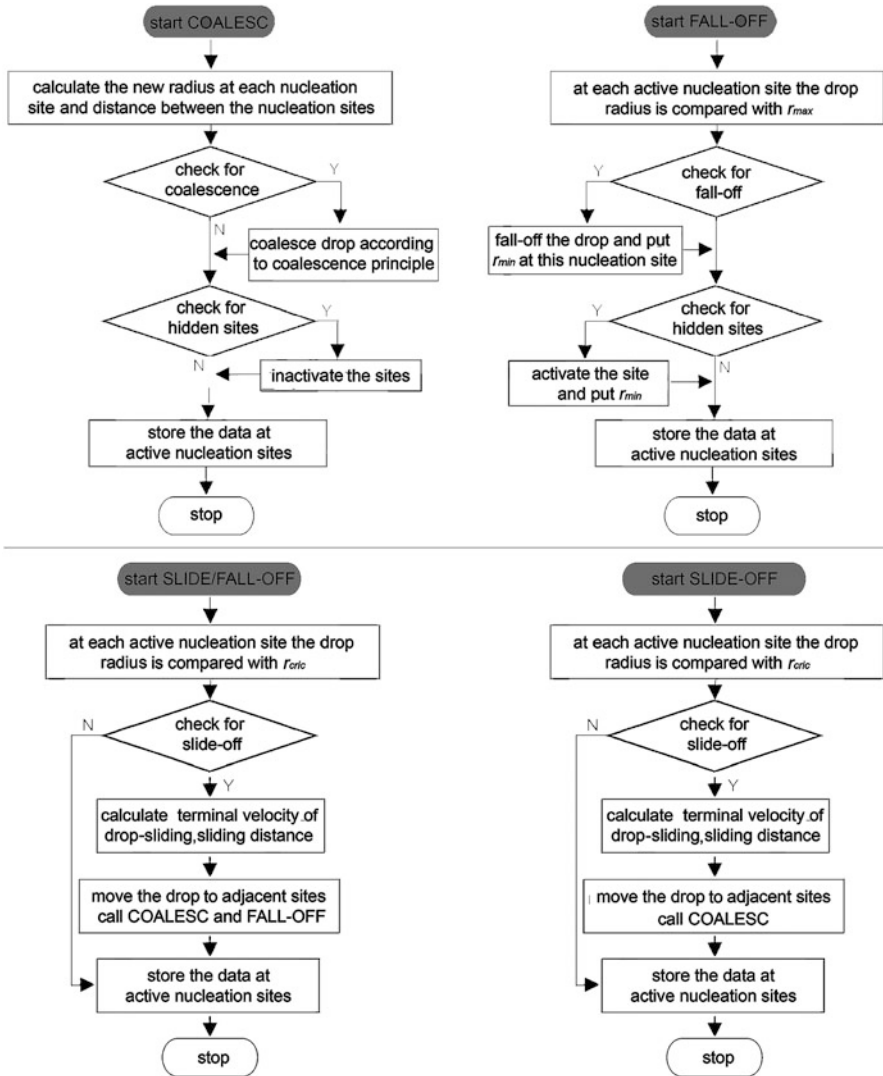 start COALESC
calculate the new radius at each nucleation
site and distance between the nucleation sites
check for
coalescence
Y
N
coalesce drop according
to coalescence principle
check for
hidden sites
Y
N
inactivate the sites
store the data at
active nucleation sites
stop
start FALL-OFF
at each active nucleation site the drop
radius is compared with rmax
check for
fall-off
Y
fall-off the drop and put
rmin at this nucleation site
N
check for
hidden sites
Y
N
activate the site
and put rmin
store the data at
active nucleation sites
stop
start SLIDE/FALL-OFF
at each active nucleation site the drop
radius is compared with rcric
check for
slide-off
N
Y
calculate terminal velocity of
drop-sliding,sliding distance
move the drop to adjacent sites
call COALESC and FALL-OFF
store the data at
active nucleation sites
stop
start SLIDE-OFF
at each active nucleation site the drop
radius is compared with rcric
check for
slide-off
N
Y
calculate terminal velocity of
drop-sliding,sliding distance
move the drop to adjacent sites
call COALESC
store the data at
active nucleation sites
stop